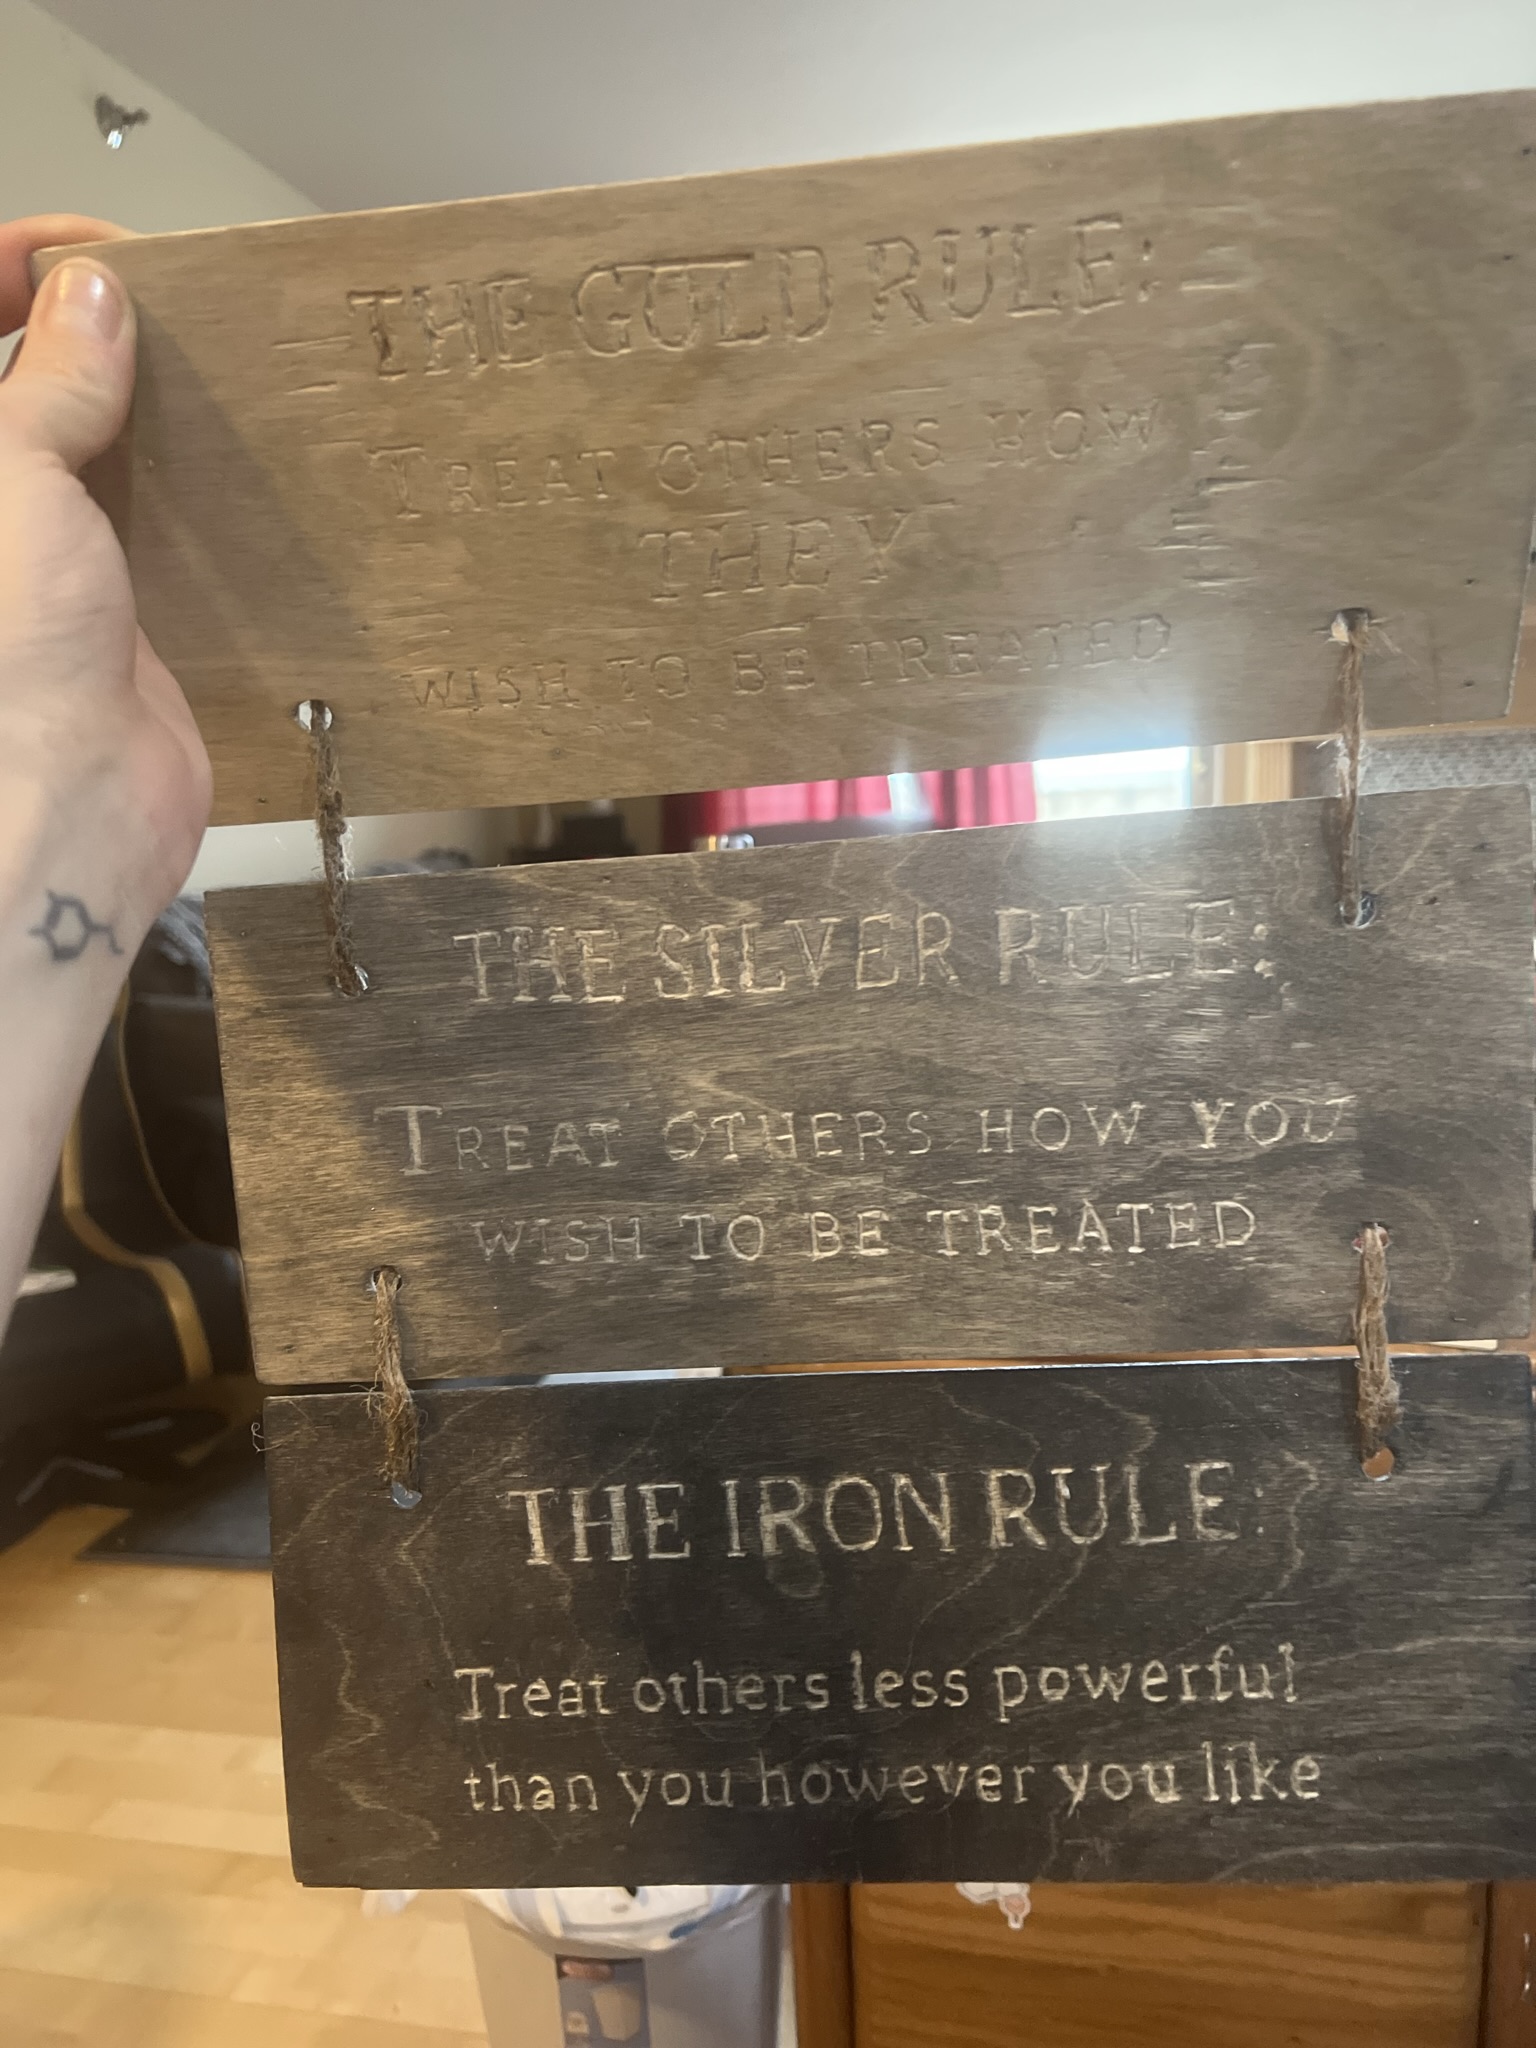 THE GOLD RULE:
TREAT OTHERS HOW
THEY
WISH TO BE TREATED
THE SILVER RULE:
TREAT OTHERS HOW YOU
WISH TO BE TREATED
THE IRON RULE:
Treat others less powerful
than you however you like